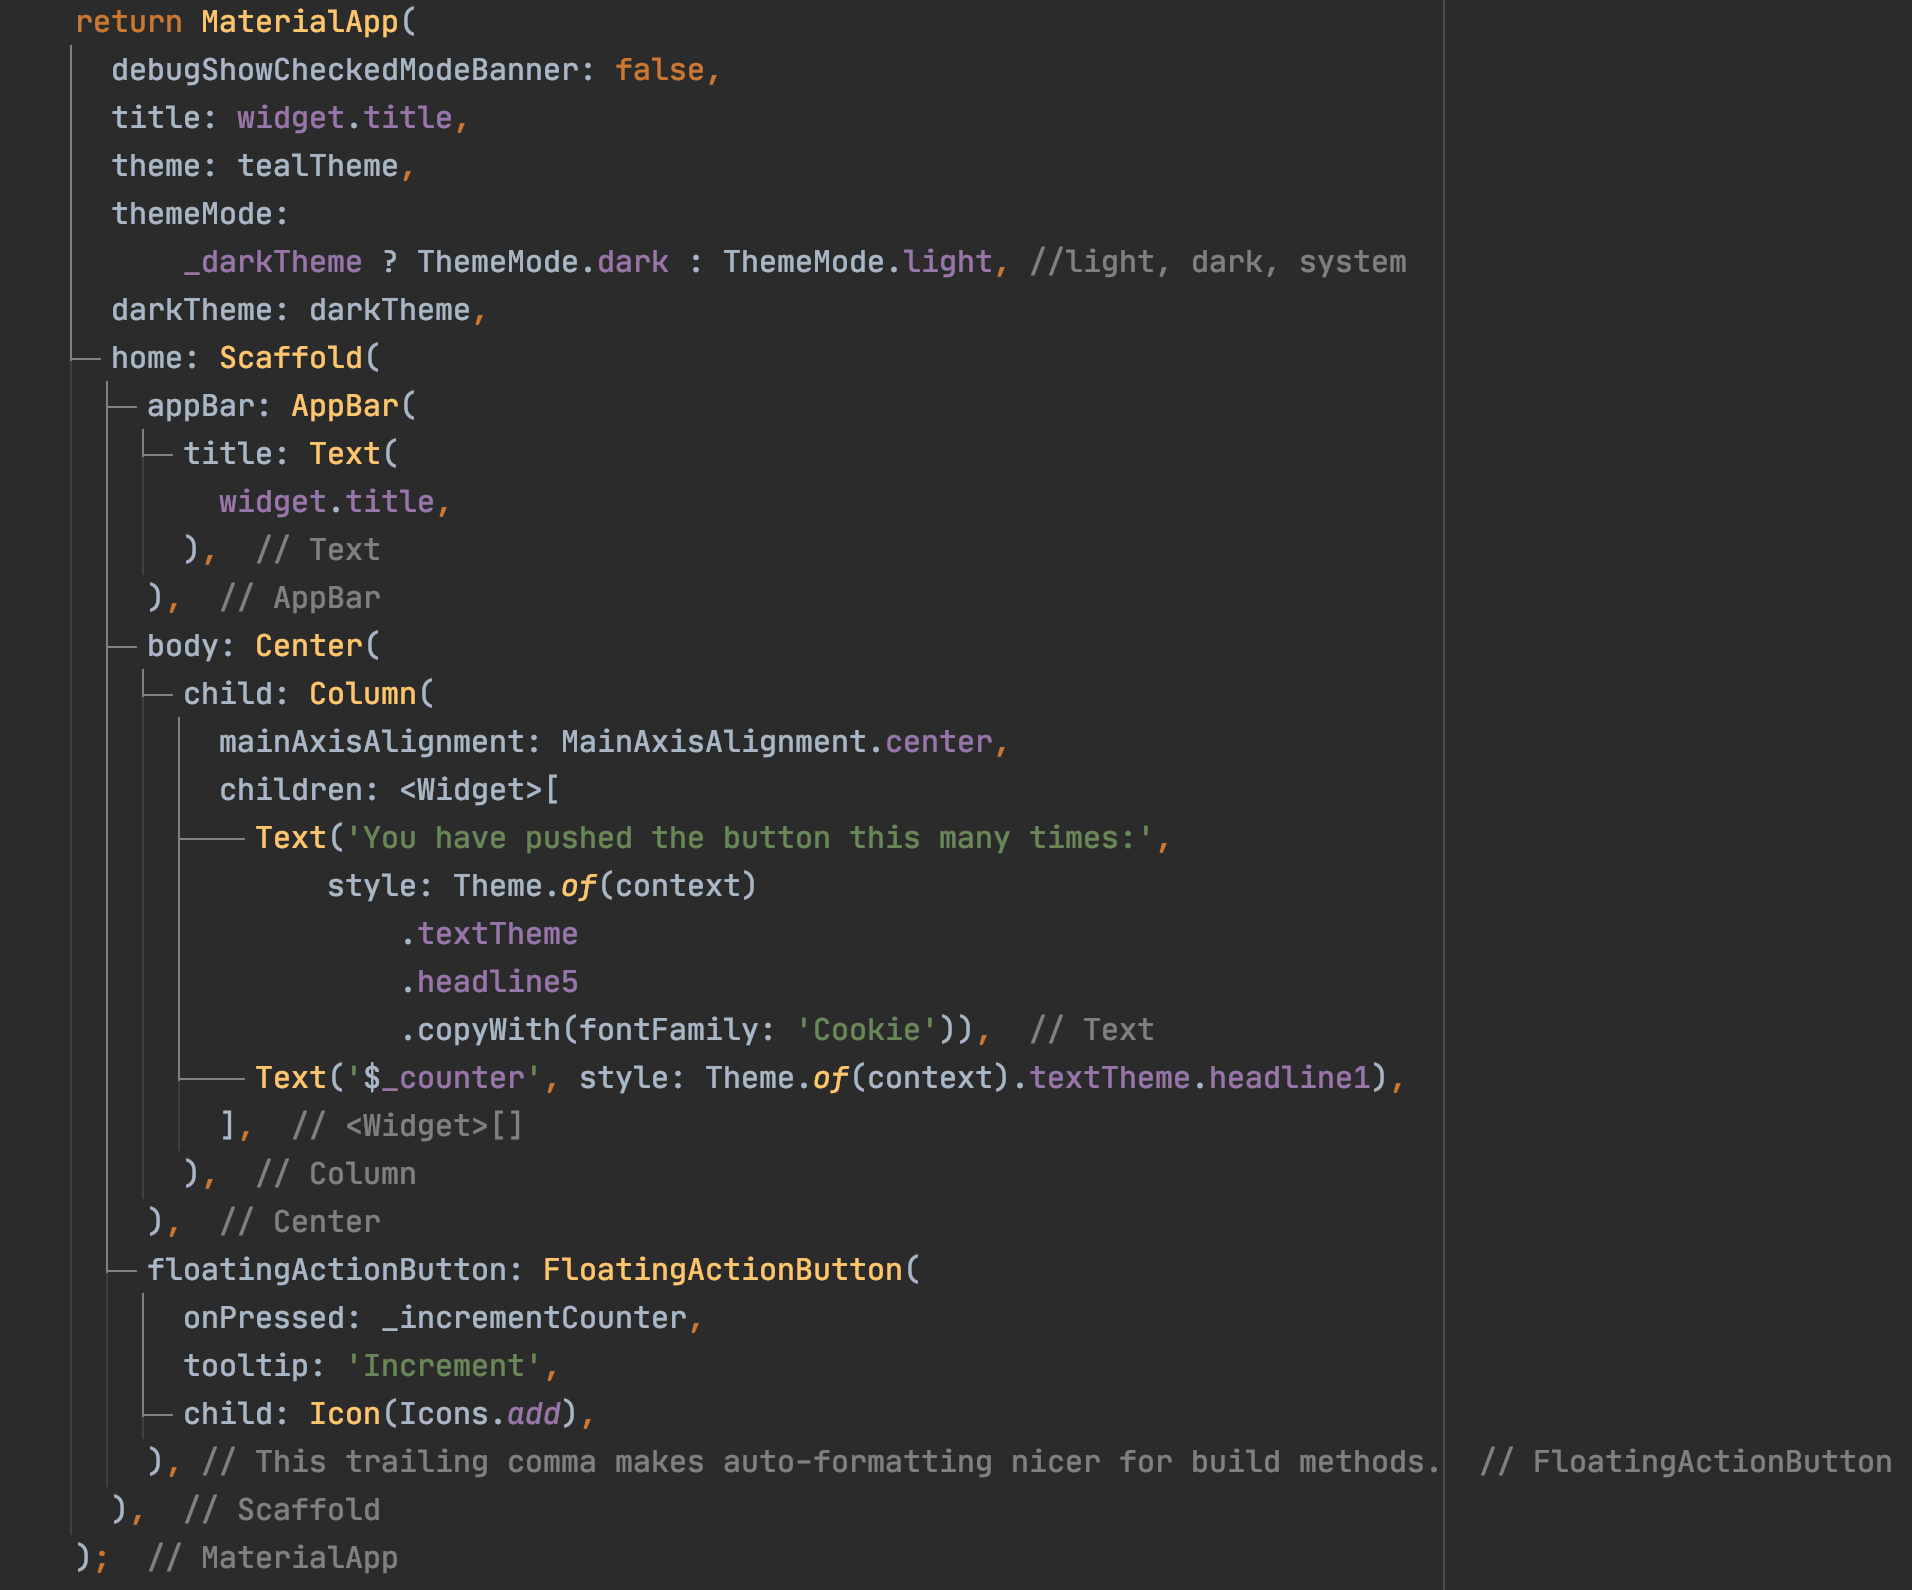 return MaterialApp(
debugShowCheckedModeBanner: false,
title: widget.title,
theme: tealTheme,
themeMode:
_darkTheme ? ThemeMode.dark : ThemeMode.light, //light, dark, system
darkTheme: darkTheme,
home: Scaffold(
appBar: AppBar(
title: Text(
widget.title,
),  // Text
),  // AppBar
body: Center(
child: Column(
mainAxisAlignment: MainAxisAlignment.center,
children: <Widget>[
Text('You have pushed the button this many times:',
style: Theme.of(context)
.textTheme
.headline5
.copyWith(fontFamily: 'Cookie')),  // Text
Text('$_counter', style: Theme.of(context).textTheme.headline1),
],  // <Widget>[]
),  // Column
),  // Center
floatingActionButton: FloatingActionButton(
onPressed: _incrementCounter,
tooltip: 'Increment',
child: Icon(Icons.add),
), // This trailing comma makes auto-formatting nicer for build methods.  // FloatingActionButton
),  // Scaffold
);  // MaterialApp